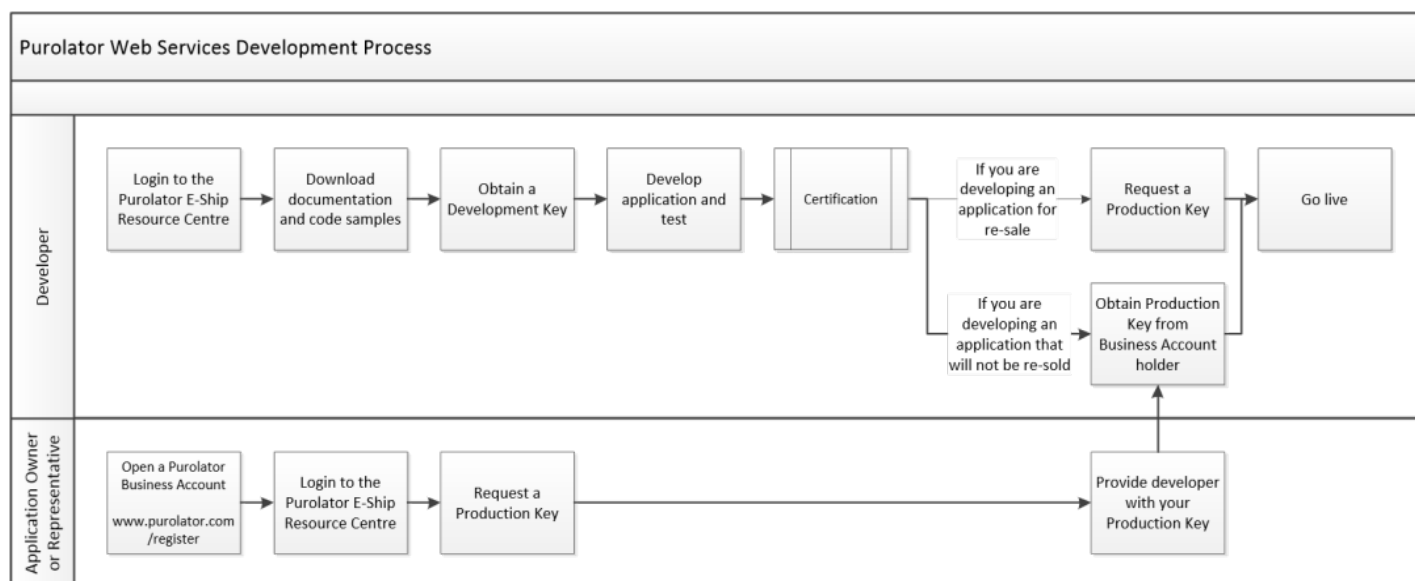 Purolator Web Services Development Process
Developer
Login to the
Purolator E-Ship
Resource Centre
Download
documentation
and code samples
Obtain a
Development Key
Develop
application and
test
Certification
If you are
developing an
application for
re-sale
Request a
Production Key
Go live
If you are
developing an
application that
will not be re-sold
Obtain Production
Key from
Business Account
holder
Application Owner
or Representative
Open a Purolator
Business Account
www.purolator.com
/register
Login to the
Purolator E-Ship
Resource Centre
Request a
Production Key
Provide developer
with your
Production Key